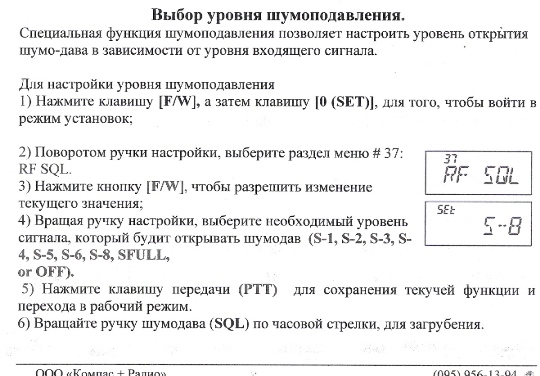 Выбор уровня шумоподавления.
Специальная функция шумоподавления позволяет настроить уровень открытия
шумо-дава в зависимости от уровня входящего сигнала.
Для настройки уровня шумоподавления
1) Нажмите клавишу [F/W], а затем клавишу [0 (SET)], для того, чтобы войти в
режим установок;
2) Поворотом ручки настройки, выберите раздел меню # 37:
RF SQL.
3) Нажмите кнопку [F/W], чтобы разрешить изменение
текущего значения;
4) Вращая ручку настройки, выберите необходимый уровень
сигнала, который будит открывать шумодав (S-1, S-2, S-3, S-
4, S-5, S-6, S-8, SFULL,
or OFF).
37
RF SQL
SEt
S-8
5) Нажмите клавишу передачи (PTT) для сохранения текучей функции и
перехода в рабочий режим.
6) Вращайте ручку шумодава (SQL) по часовой стрелки, для загрубения.
ООО «Компас + Радио» (095) 956-13-94